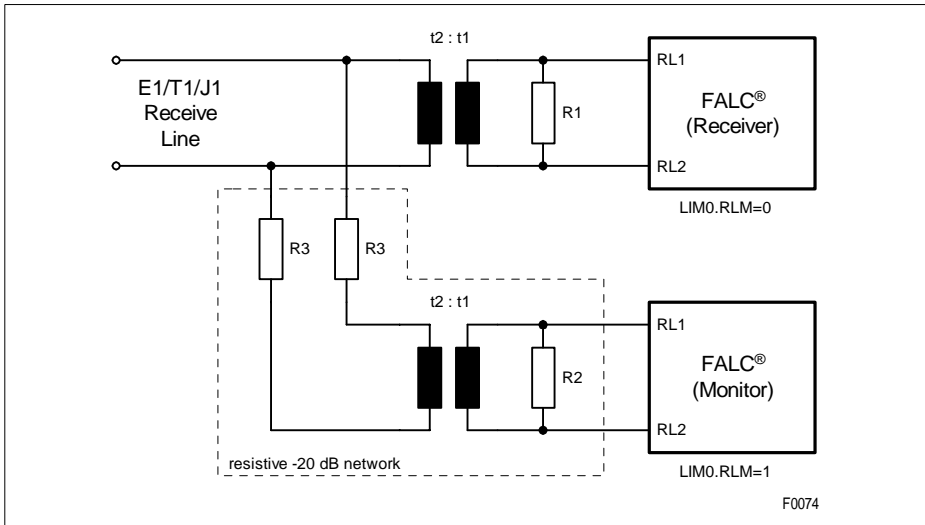 t2 : t1
E1/T1/J1
Receive
Line
R1
RL1
RL2
FALC®
(Receiver)
LIM0.RLM=0
R3
R3
t2 : t1
R2
RL1
RL2
FALC®
(Monitor)
resistive -20 dB network
LIM0.RLM=1
F0074